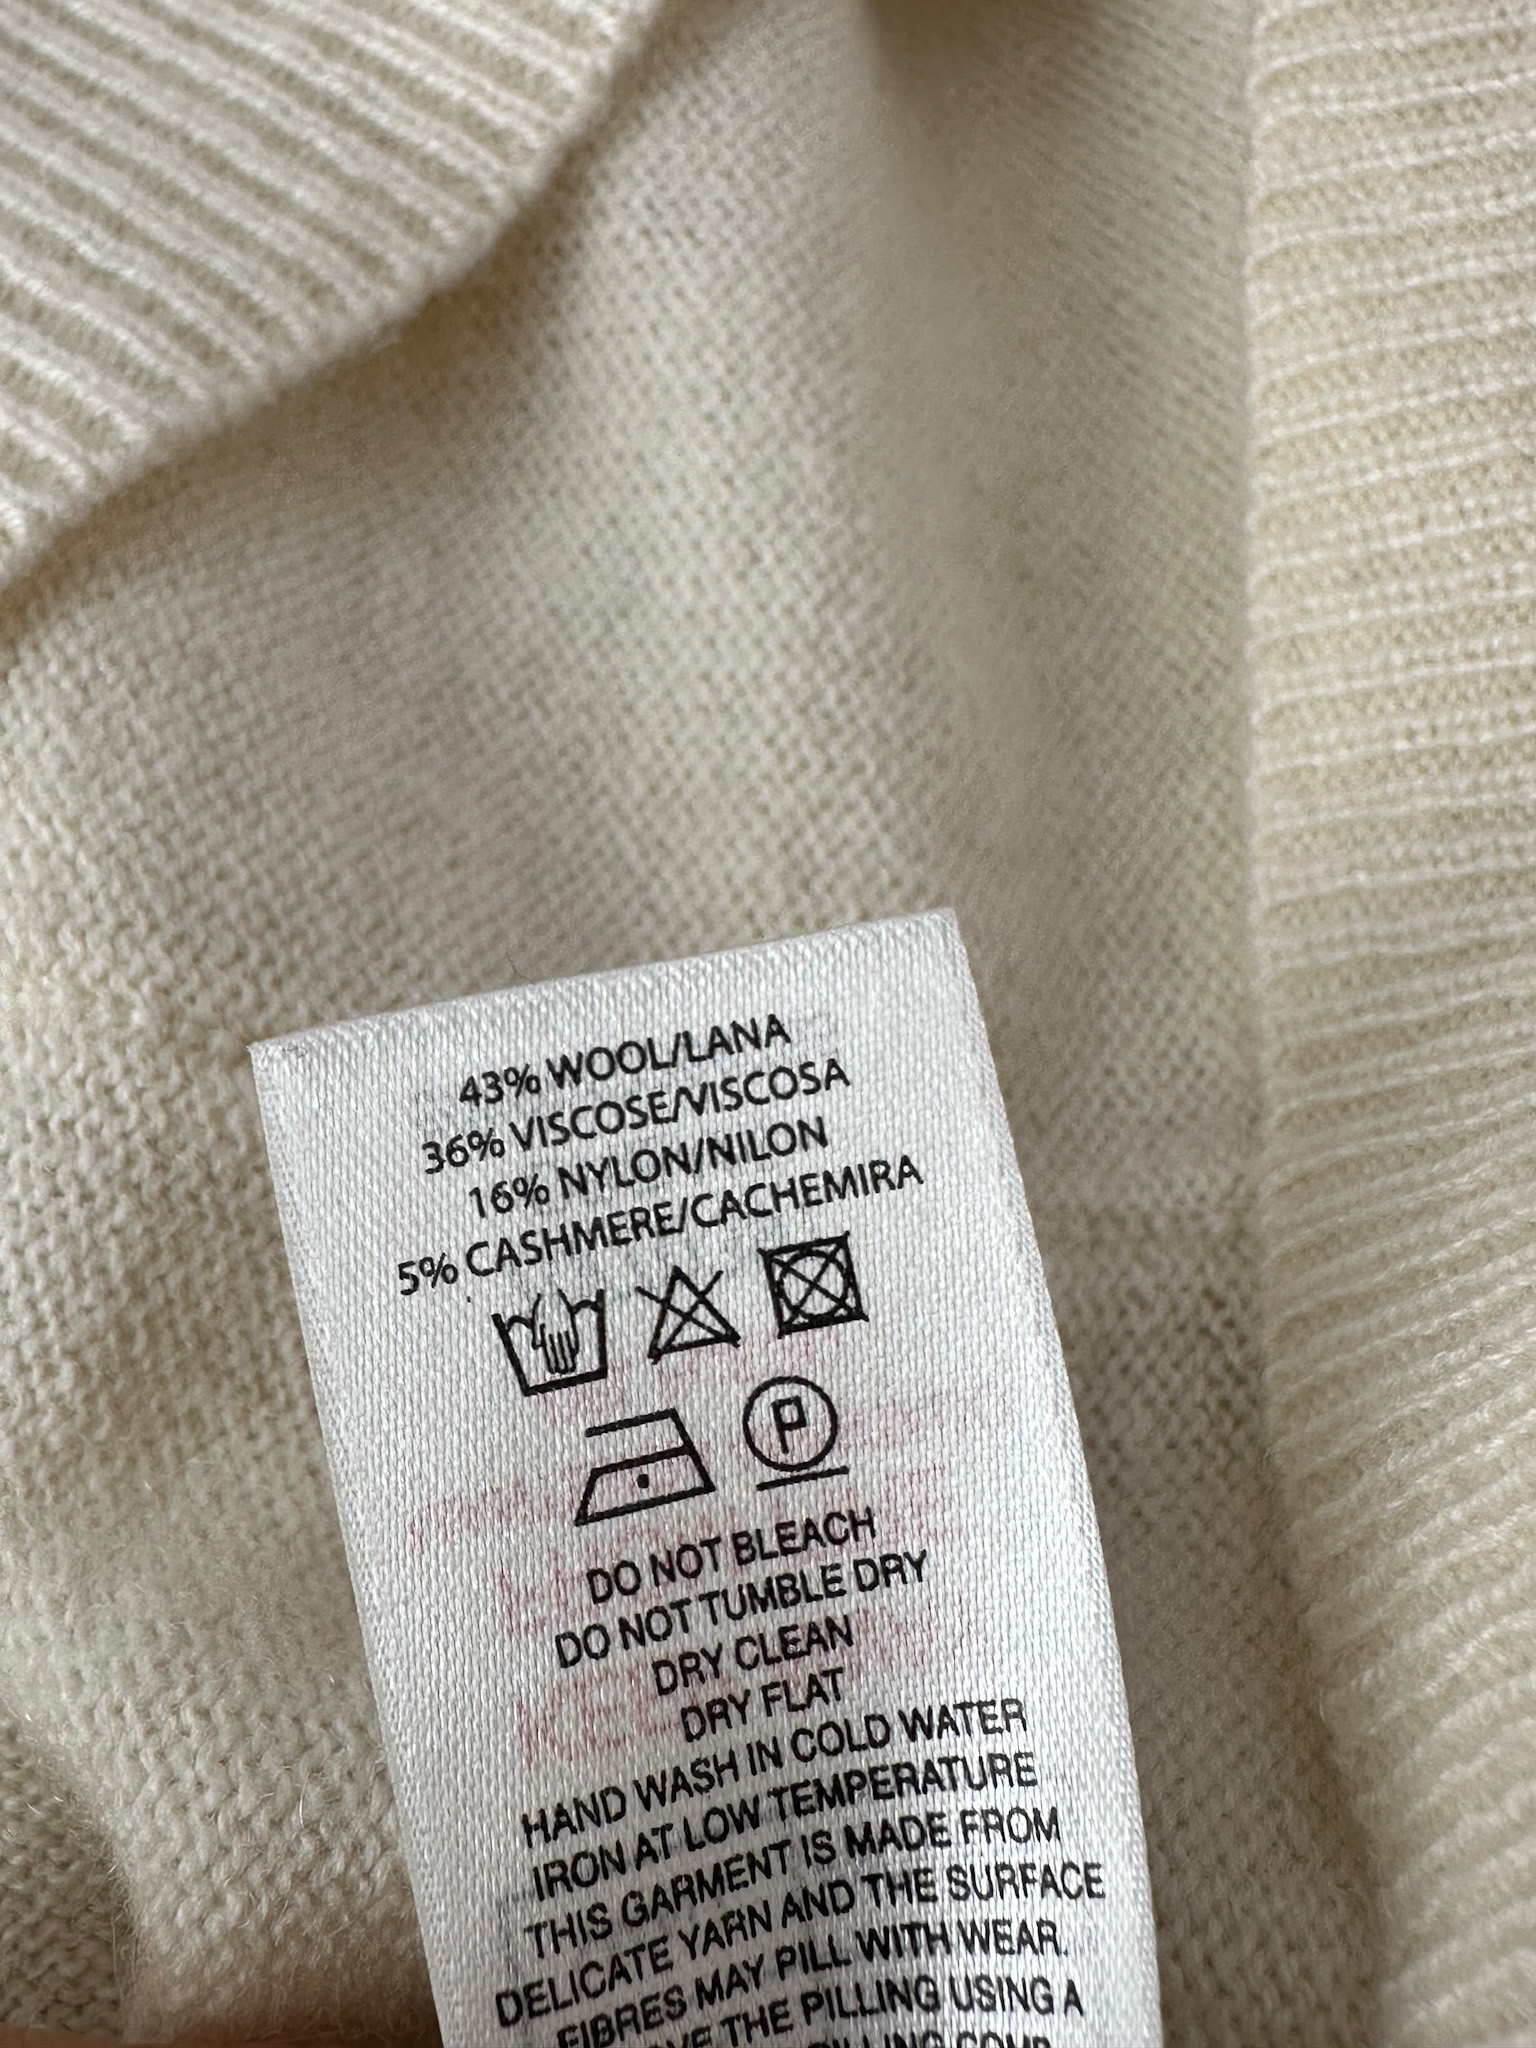 43% WOOL/LANA
36% VISCOSE/VISCOSA
16% NYLON/NILON
5% CASHMERE/CACHEMIRA
P
DO NOT BLEACH
DO NOT TUMBLE DRY
DRY CLEAN
DRY FLAT
HAND WASH IN COLD WATER
IRON AT LOW TEMPERATURE
THIS GARMENT IS MADE FROM
DELICATE YARN AND THE SURFACE
FIBRES MAY PILL WITH WEAR.
THE PILLING USING A